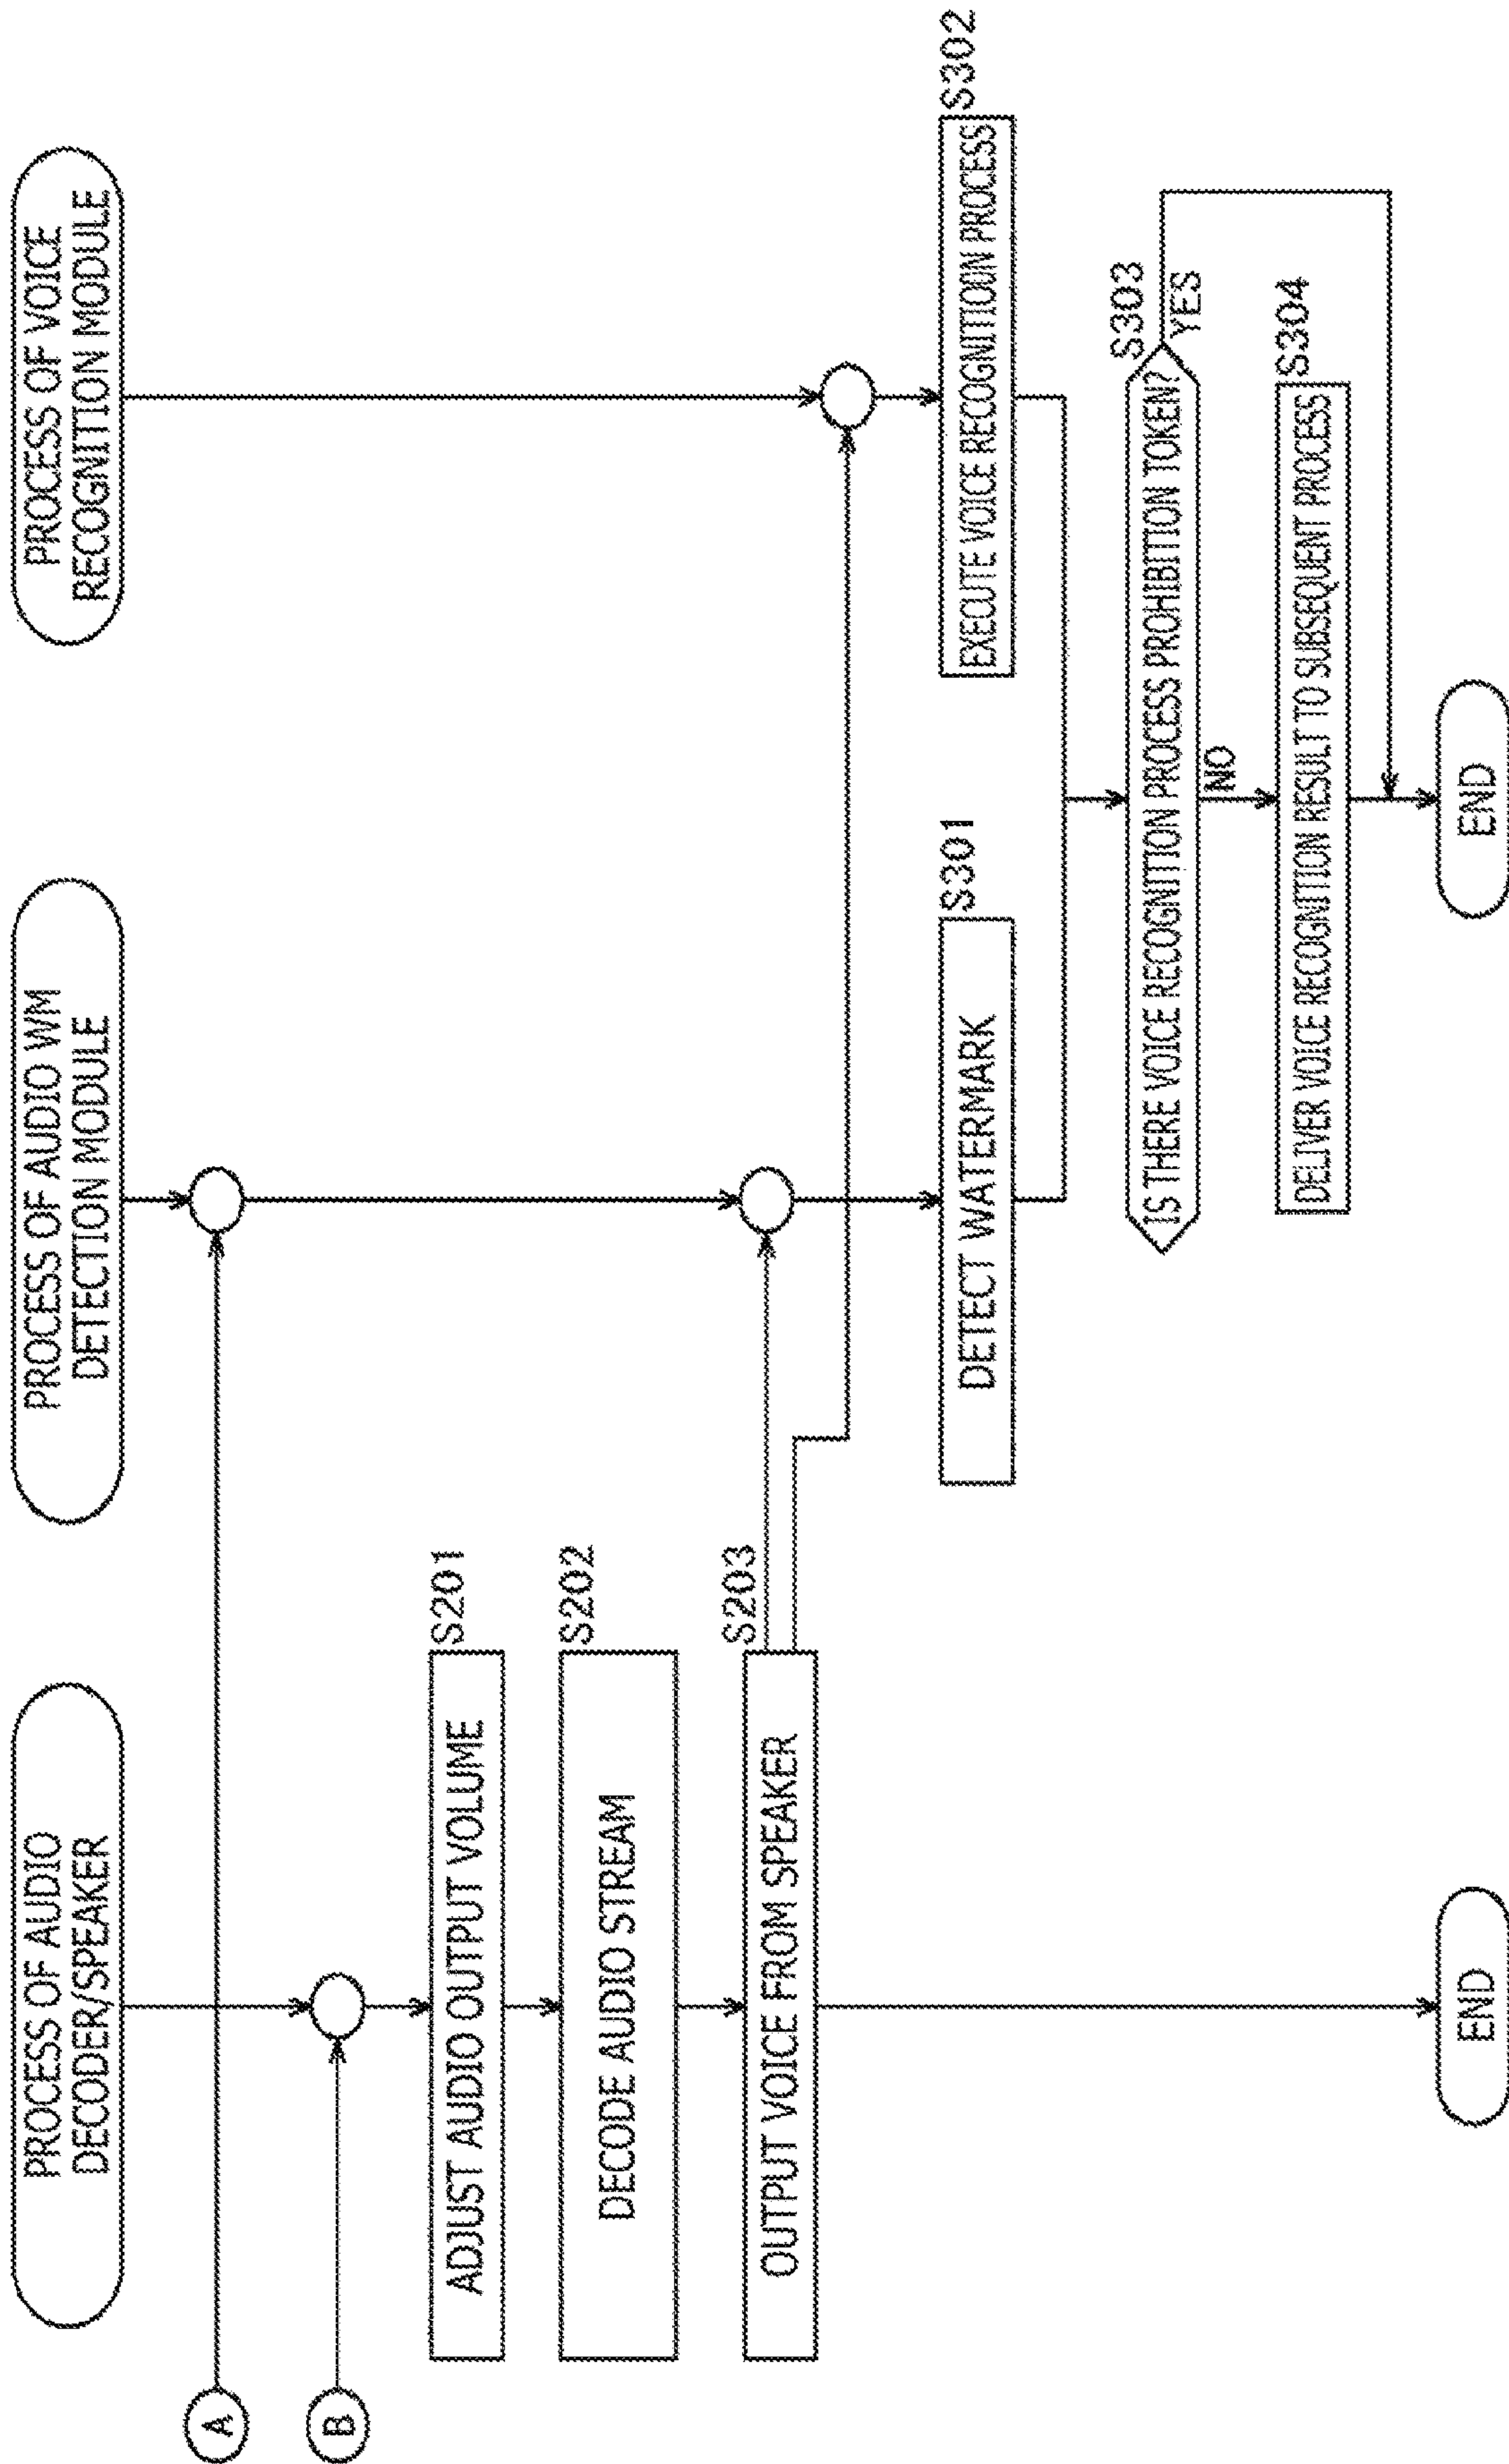 PROCESS OF AUDIO
DECODER/SPEAKER
PROCESS OF AUDIO WM
DETECTION MODULE
PROCESS OF VOICE
RECOGNITION MODULE
A
B
ADJUST AUDIO OUTPUT VOLUME
S201
DECODE AUDIO STREAM
S202
OUTPUT VOICE FROM SPEAKER
S203
DETECT WATERMARK
S301
EXECUTE VOICE RECOGNITIODN PROCESS
S302
IS THERE VOICE RECOGNITION PROCESS PROHIBITION TOKEN?
S303
YES
NO
DELIVER VOICE RECOGNITION RESULT TO SUBSEQUENT PROCESS
S304
END
END